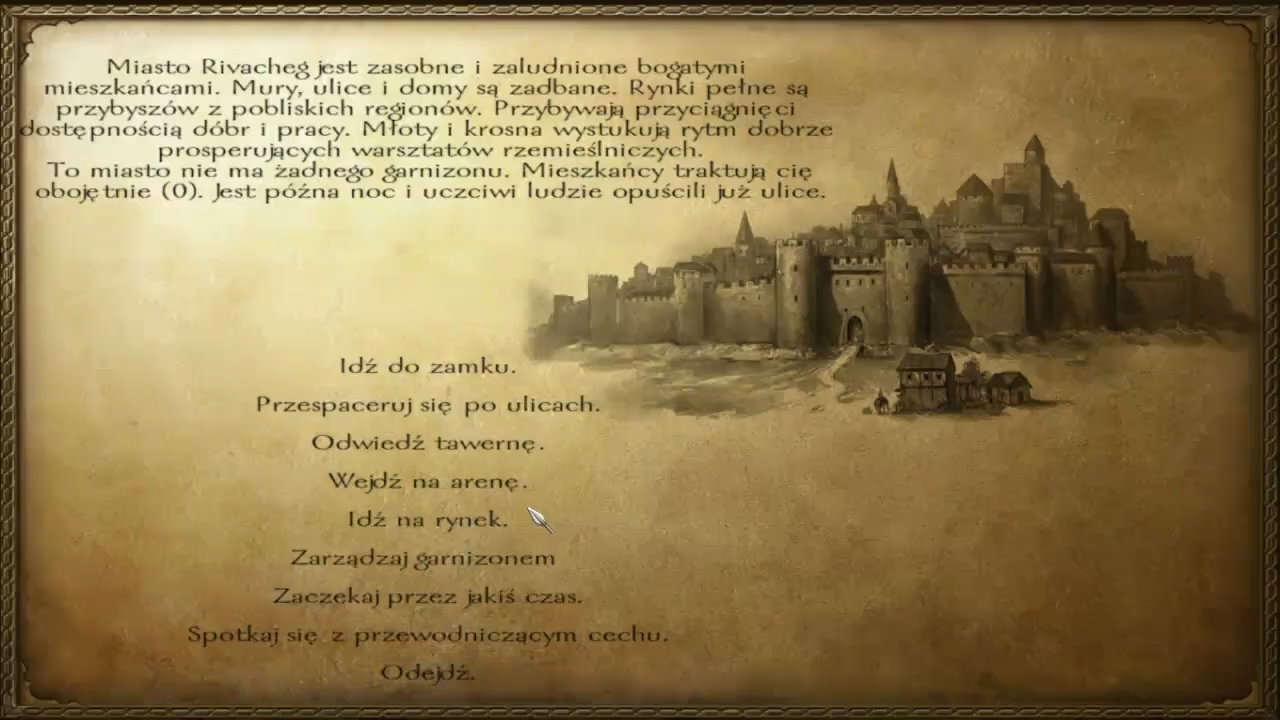 Miasto Rivacheg jest zasobne i zaludnione bogatymi
mieszkańcami. Mury, ulice i domy są zadbane. Rynki pełne są
przybyszów z pobliskich regionów. Przybywają przyciągnięci
dostępnością dóbr i pracy. Młoty i krosna wystukują rytm dobrze
prosperujących warsztatów rzemieślniczych.
To miasto nie ma żadnego garnizonu. Mieszkańcy traktują cię
obojętnie (0). Jest późna noc i uczciwi ludzie opuścili już ulice.
Idź do zamku.
Przespaceruj się po ulicach.
Odwiedź tawernę.
Wejdź na arenę.
Idź na rynek.
Zarządzaj garnizonem
Zaczekaj przez jakiś czas.
Spotkaj się z przewodniczącym cechu.
Odejdź.